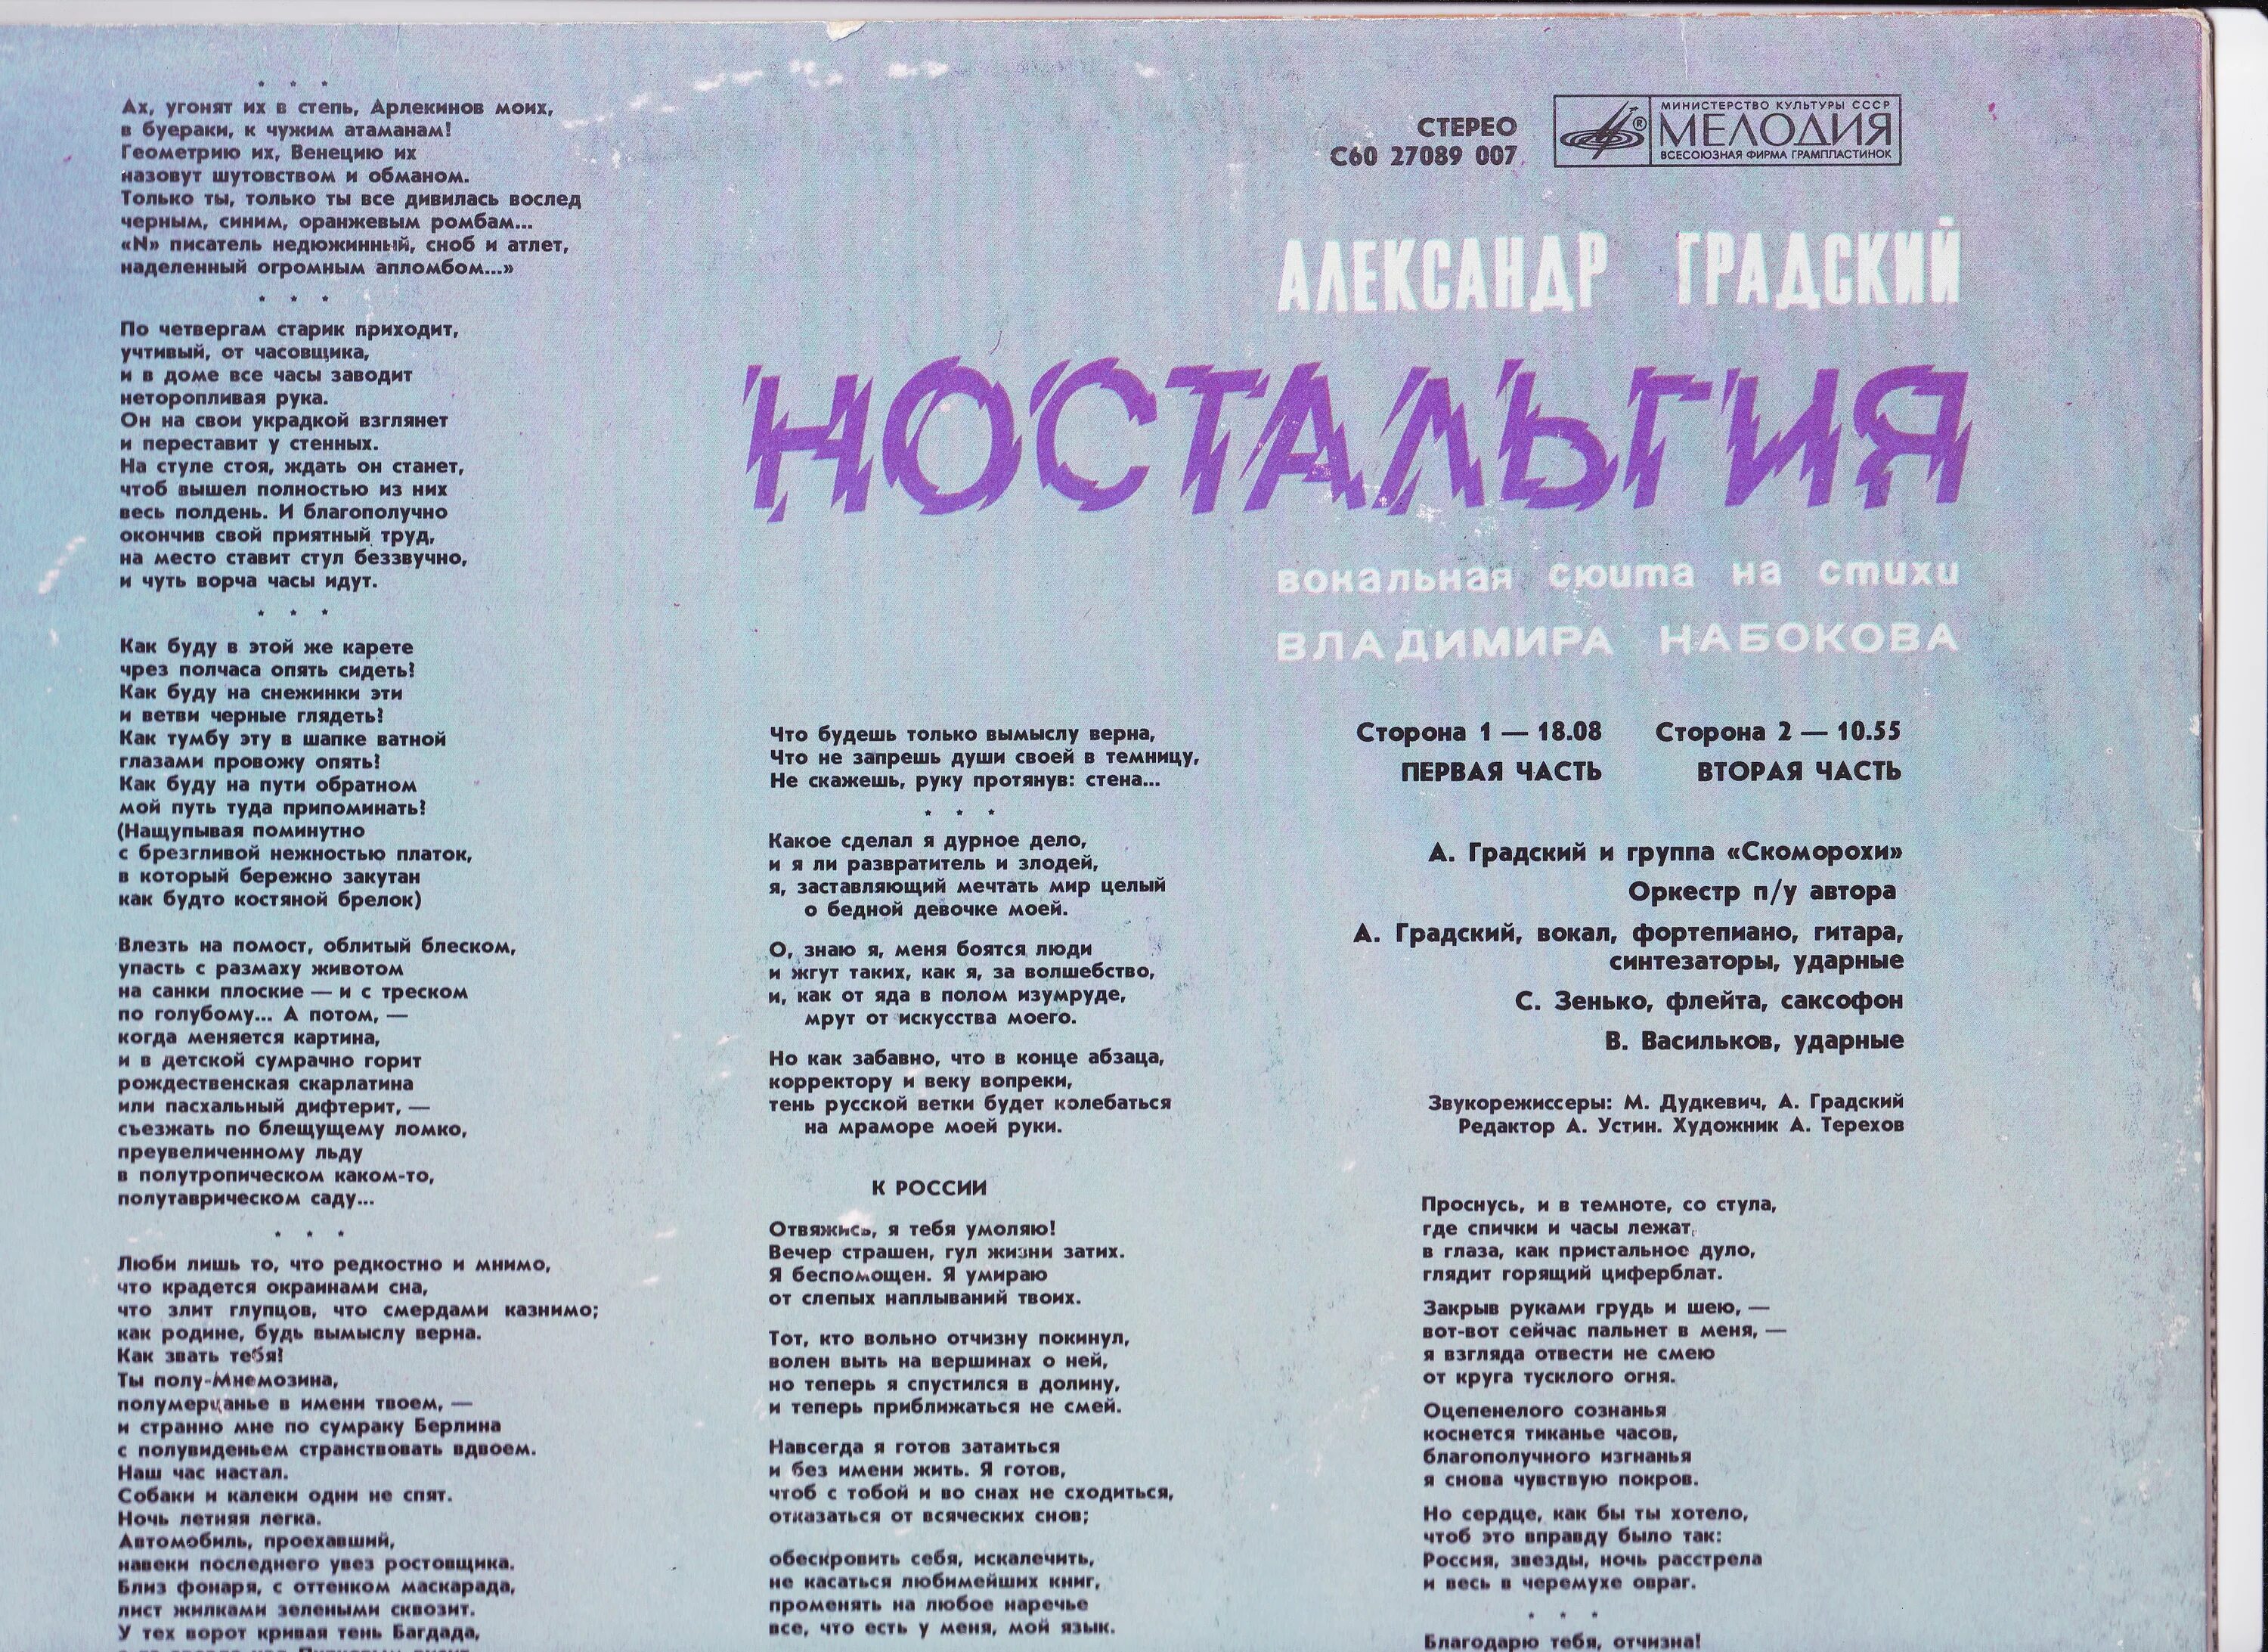 * * *
Ах, угонят их в степь, Арлекинов моих,
в буераки, к чужим атаманам!
Геометрию их, Венецию их
назовут шутовством и обманом.
Только ты, только ты все дивилась вослед
черным, синим, оранжевым ромбам...
«N» писатель недюжинный, сноб и атлет,
наделенный огромным апломбом...»
* * *
По четвергам старик приходит,
учтивый, от часовщика,
и в доме все часы заводит
неторопливая рука.
Он на свои украдкой взглянет
и переставит у стенных.
На стуле стоя, ждать он станет,
чтоб вышел полностью из них
весь полдень. И благополучно
окончив свой приятный труд,
на место ставит стул беззвучно,
и чуть ворча часы идут.
* * *
Как буду в этой же карете
чрез полчаса опять сидеть?
Как буду на снежинки эти
и ветви черные глядеть?
Как тумбу эту в шапке ватной
глазами провожу опять?
Как буду на пути обратном
мой путь туда припоминать?
(Нащупывая поминутно
с брезгливой нежностью платок,
в который бережно закутан
как будто костяной брелок)
Влезть на помост, облитый блеском,
упасть с размаху животом
на санки плоские — и с треском
по голубому... А потом, —
когда меняется картина,
и в детской сумрачно горит
рождественская скарлатина
или пасхальный дифтерит, —
съезжать по блещущему ломко,
преувеличенному льду
в полутропическом каком-то,
полутаврическом саду...
* * *
Люби лишь то, что редкостно и мнимо,
что крадется окраинами сна,
что злит глупцов, что смердами казнимо;
как родине, будь вымыслу верна.
Как звать тебя?
Ты полу-Мнемозина,
полумерцанье в имени твоем, —
и странно мне по сумраку Берлина
с полувиденьем странствовать вдвоем.
Наш час настал.
Собаки и калеки одни не спят.
Ночь летняя легка.
Автомобиль, проехавший,
навеки последнего увез ростовщика.
Близ фонаря, с оттенком маскарада,
лист жилками зелеными сквозит.
У тех ворот кривая тень Багдада,
Что будешь только вымыслу верна,
Что не запрешь души своей в темницу,
Не скажешь, руку протянув: стена...
* * *
Какое сделал я дурное дело,
и я ли развратитель и злодей,
я, заставляющий мечтать мир целый
о бедной девочке моей.
О, знаю я, меня боятся люди
и жгут таких, как я, за волшебство,
и, как от яда в полом изумруде,
мрут от искусства моего.
Но как забавно, что в конце абзаца,
корректору и веку вопреки,
тень русской ветки будет колебаться
на мраморе моей руки.
К РОССИИ
Отвяжись, я тебя умоляю!
Вечер страшен, гул жизни затих.
Я беспомощен. Я умираю
от слепых наплываний твоих.
Тот, кто вольно отчизну покинул,
волен выть на вершинах о ней,
но теперь я спустился в долину,
и теперь приближаться не смей.
Навсегда я готов затаиться
и без имени жить. Я готов,
чтоб с тобой и во снах не сходиться,
отказаться от всяческих снов;
обескровить себя, искалечить,
не касаться любимейших книг,
променять на любое наречье
все, что есть у меня, мой язык.
СТЕРЕО
С60 27089 007
МИНИСТЕРСТВО КУЛЬТУРЫ СССР
®
МЕЛОДИЯ
ВСЕСОЮЗНАЯ ФИРМА ГРАМПЛАСТИНОК
АЛЕКСАНДР ГРАДСКИЙ
НОСТАЛЬГИЯ
вокальная сюита на стихи
ВЛАДИМИРА НАБОКОВА
Сторона 1 — 18.08 Сторона 2 — 10.55
ПЕРВАЯ ЧАСТЬ ВТОРАЯ ЧАСТЬ
А. Градский и группа «Скоморохи»
Оркестр п/у автора
А. Градский, вокал, фортепиано, гитара,
синтезаторы, ударные
С. Зенько, флейта, саксофон
В. Васильков, ударные
Звукорежиссеры: М. Дудкевич, А. Градский
Редактор А. Устин. Художник А. Терехов
Проснусь, и в темноте, со стула,
где спички и часы лежат,
в глаза, как пристальное дуло,
глядит горящий циферблат.
Закрыв руками грудь и шею, —
вот-вот сейчас пальнет в меня, —
я взгляда отвести не смею
от круга тусклого огня.
Оцепенелого сознанья
коснется тиканье часов,
благополучного изгнанья
я снова чувствую покров.
Но сердце, как бы ты хотело,
чтоб это вправду было так:
Россия, звезды, ночь расстрела
и весь в черемухе овраг.
* * *
Благодарю тебя, отчизна!